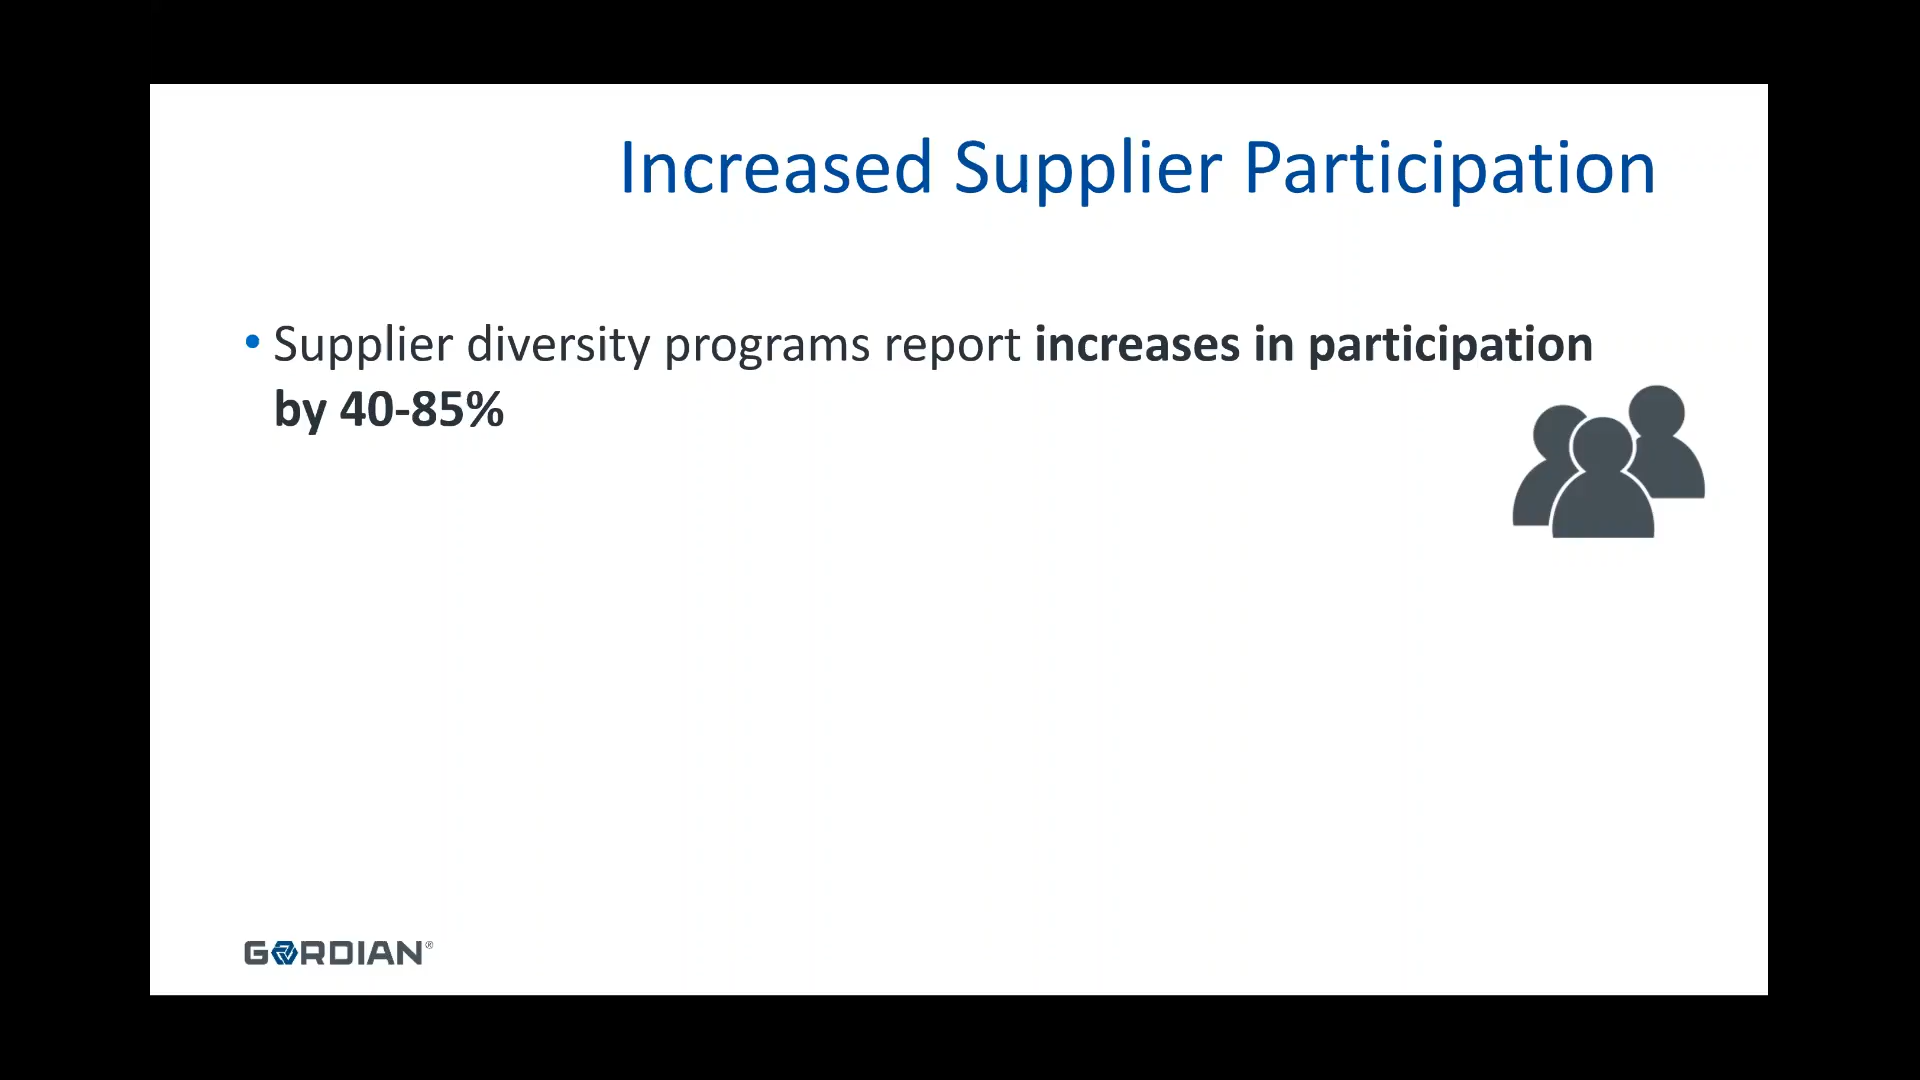 Increased Supplier Participation
• Supplier diversity programs report increases in participation
by 40-85%
GORDIAN®